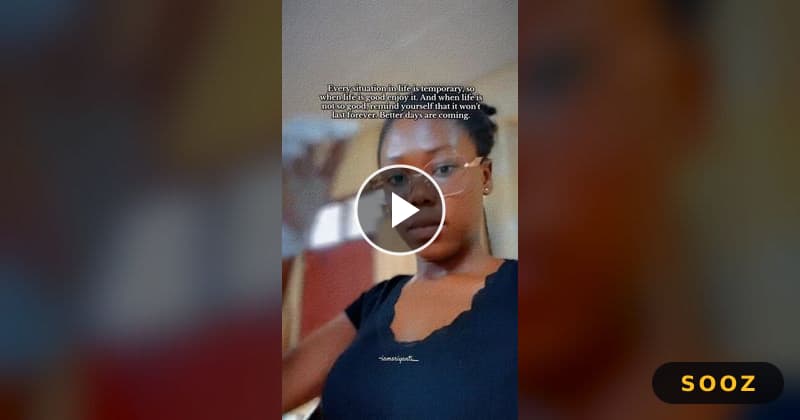 Every situation in life is temporary, so
when life is good enjoy it. And when life is
not so good, remind yourself that it won't
last forever. Better days are coming.
SOOZ